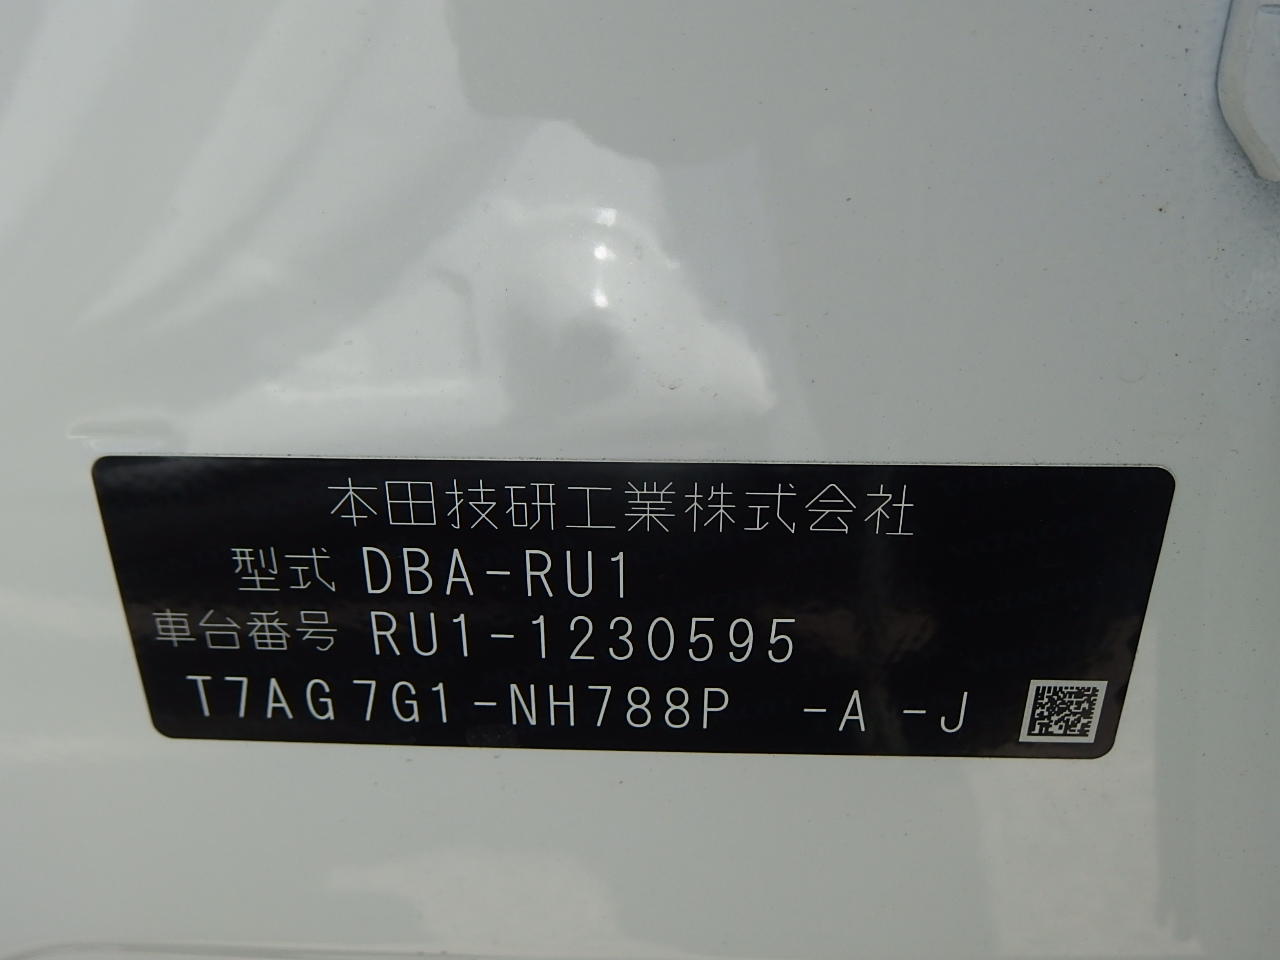 本田技研工業株式会社
型式 DBA-RU1
車台番号 RU1-1230595
T7AG7G1-NH788P -A -J